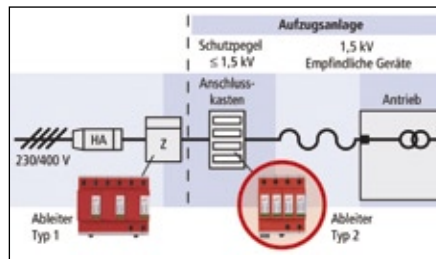 Aufzugsanlage
Schutzpegel
≤ 1,5 kV
1,5 kV
Empfindliche Geräte
Anschluss-
kasten
Antrieb
HA
Z
230/400 V
Ableiter
Typ 1
Ableiter
Typ 2